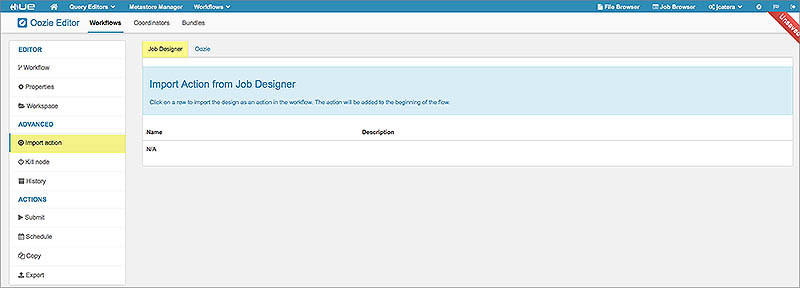 HUE Query Editors Metastore Manager Workflows File Browser Job Browser jcatera
Oozie Editor Workflows Coordinators Bundles
Unsaved
EDITOR
Workflow
Properties
Workspace
ADVANCED
Import action
Kill node
History
ACTIONS
Submit
Schedule
Copy
Export
Job Designer Oozie
Import Action from Job Designer
Click on a row to import the design as an action in the workflow. The action will be added to the beginning of the flow.
Name Description
N/A